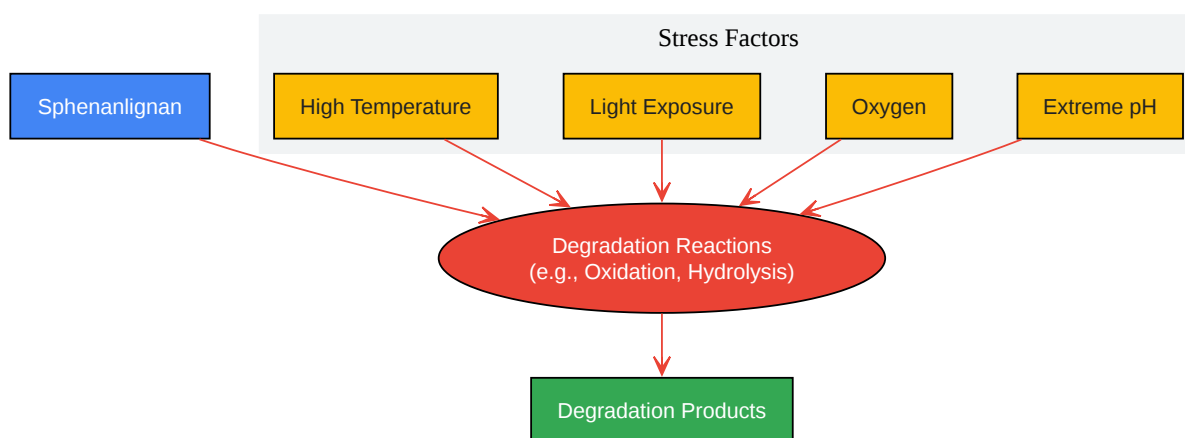 Stress Factors
Sphenanlignan
High Temperature
Light Exposure
Oxygen
Extreme pH
Degradation Reactions
(e.g., Oxidation, Hydrolysis)
Degradation Products